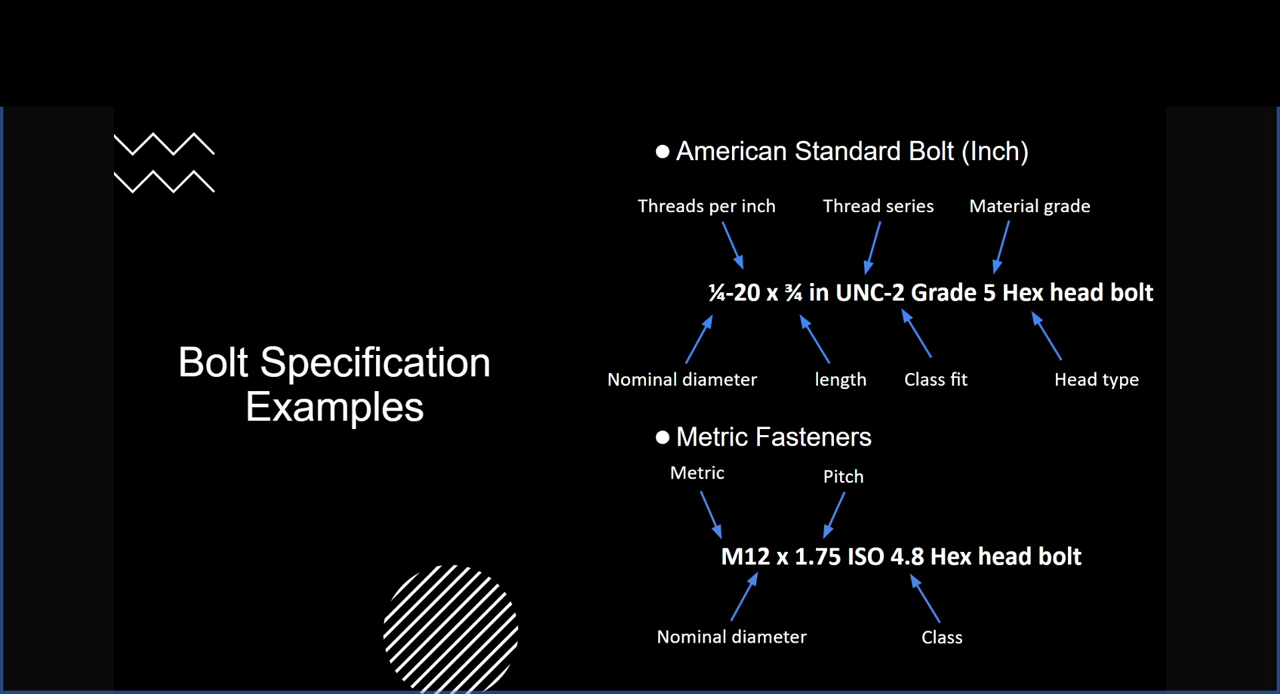 Bolt Specification
Examples
● American Standard Bolt (Inch)
Threads per inch Thread series Material grade
¼-20 x ¾ in UNC-2 Grade 5 Hex head bolt
Nominal diameter length Class fit Head type
● Metric Fasteners
Metric Pitch
M12 x 1.75 ISO 4.8 Hex head bolt
Nominal diameter Class